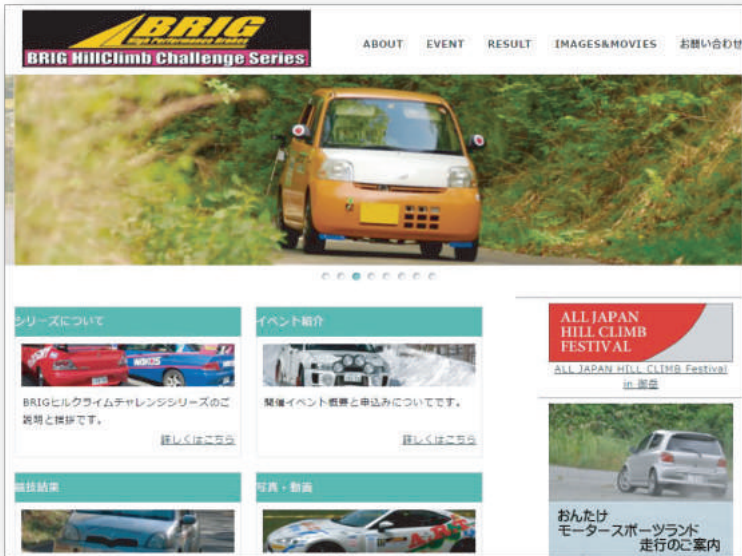 BRIG
High Performance Brake
BRIG HillClimb Challenge Series
ABOUT EVENT RESULT IMAGES&MOVIES お問い合わせ
シリーズについて
BRIGヒルクライムチャレンジシリーズのご
説明と挨拶です。
詳しくはこちら
イベント紹介
開催イベント概要と申込みについてです。
詳しくはこちら
競技結果
写真・動画
ALL JAPAN
HILL CLIMB
FESTIVAL
ALL JAPAN HILL CLIMB Festival
in 御岳
おんたけ
モータースポーツランド
走行のご案内